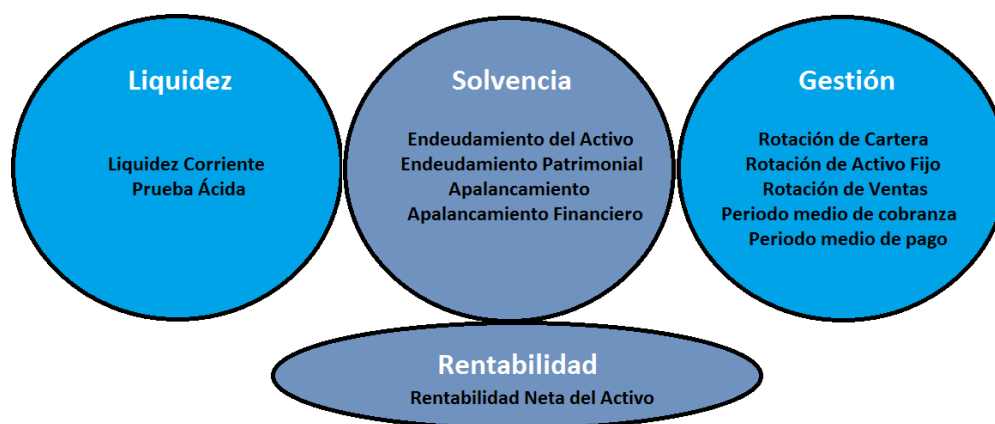 Liquidez
Liquidez Corriente
Prueba Ácida
Solvencia
Endeudamiento del Activo
Endeudamiento Patrimonial
Apalancamiento
Apalancamiento Financiero
Gestión
Rotación de Cartera
Rotación de Activo Fijo
Rotación de Ventas
Periodo medio de cobranza
Periodo medio de pago
Rentabilidad
Rentabilidad Neta del Activo